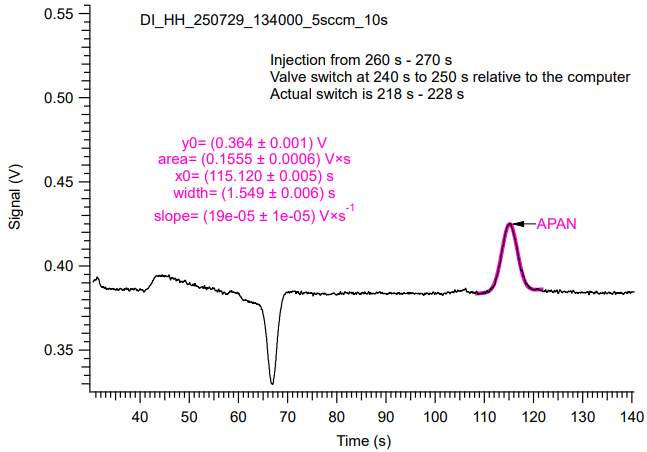 DI_HH_250729_134000_5sccm_10s
Injection from 260 s - 270 s
Valve switch at 240 s to 250 s relative to the computer
Actual switch is 218 s - 228 s
y0= (0.364 ± 0.001) V
area= (0.1555 ± 0.0006) V×s
x0= (115.120 ± 0.005) s
width= (1.549 ± 0.006) s
slope= (19e-05 ± 1e-05) V×s⁻¹
APAN
Signal (V)
0.55
0.50
0.45
0.40
0.35
40 50 60 70 80 90 100 110 120 130 140
Time (s)